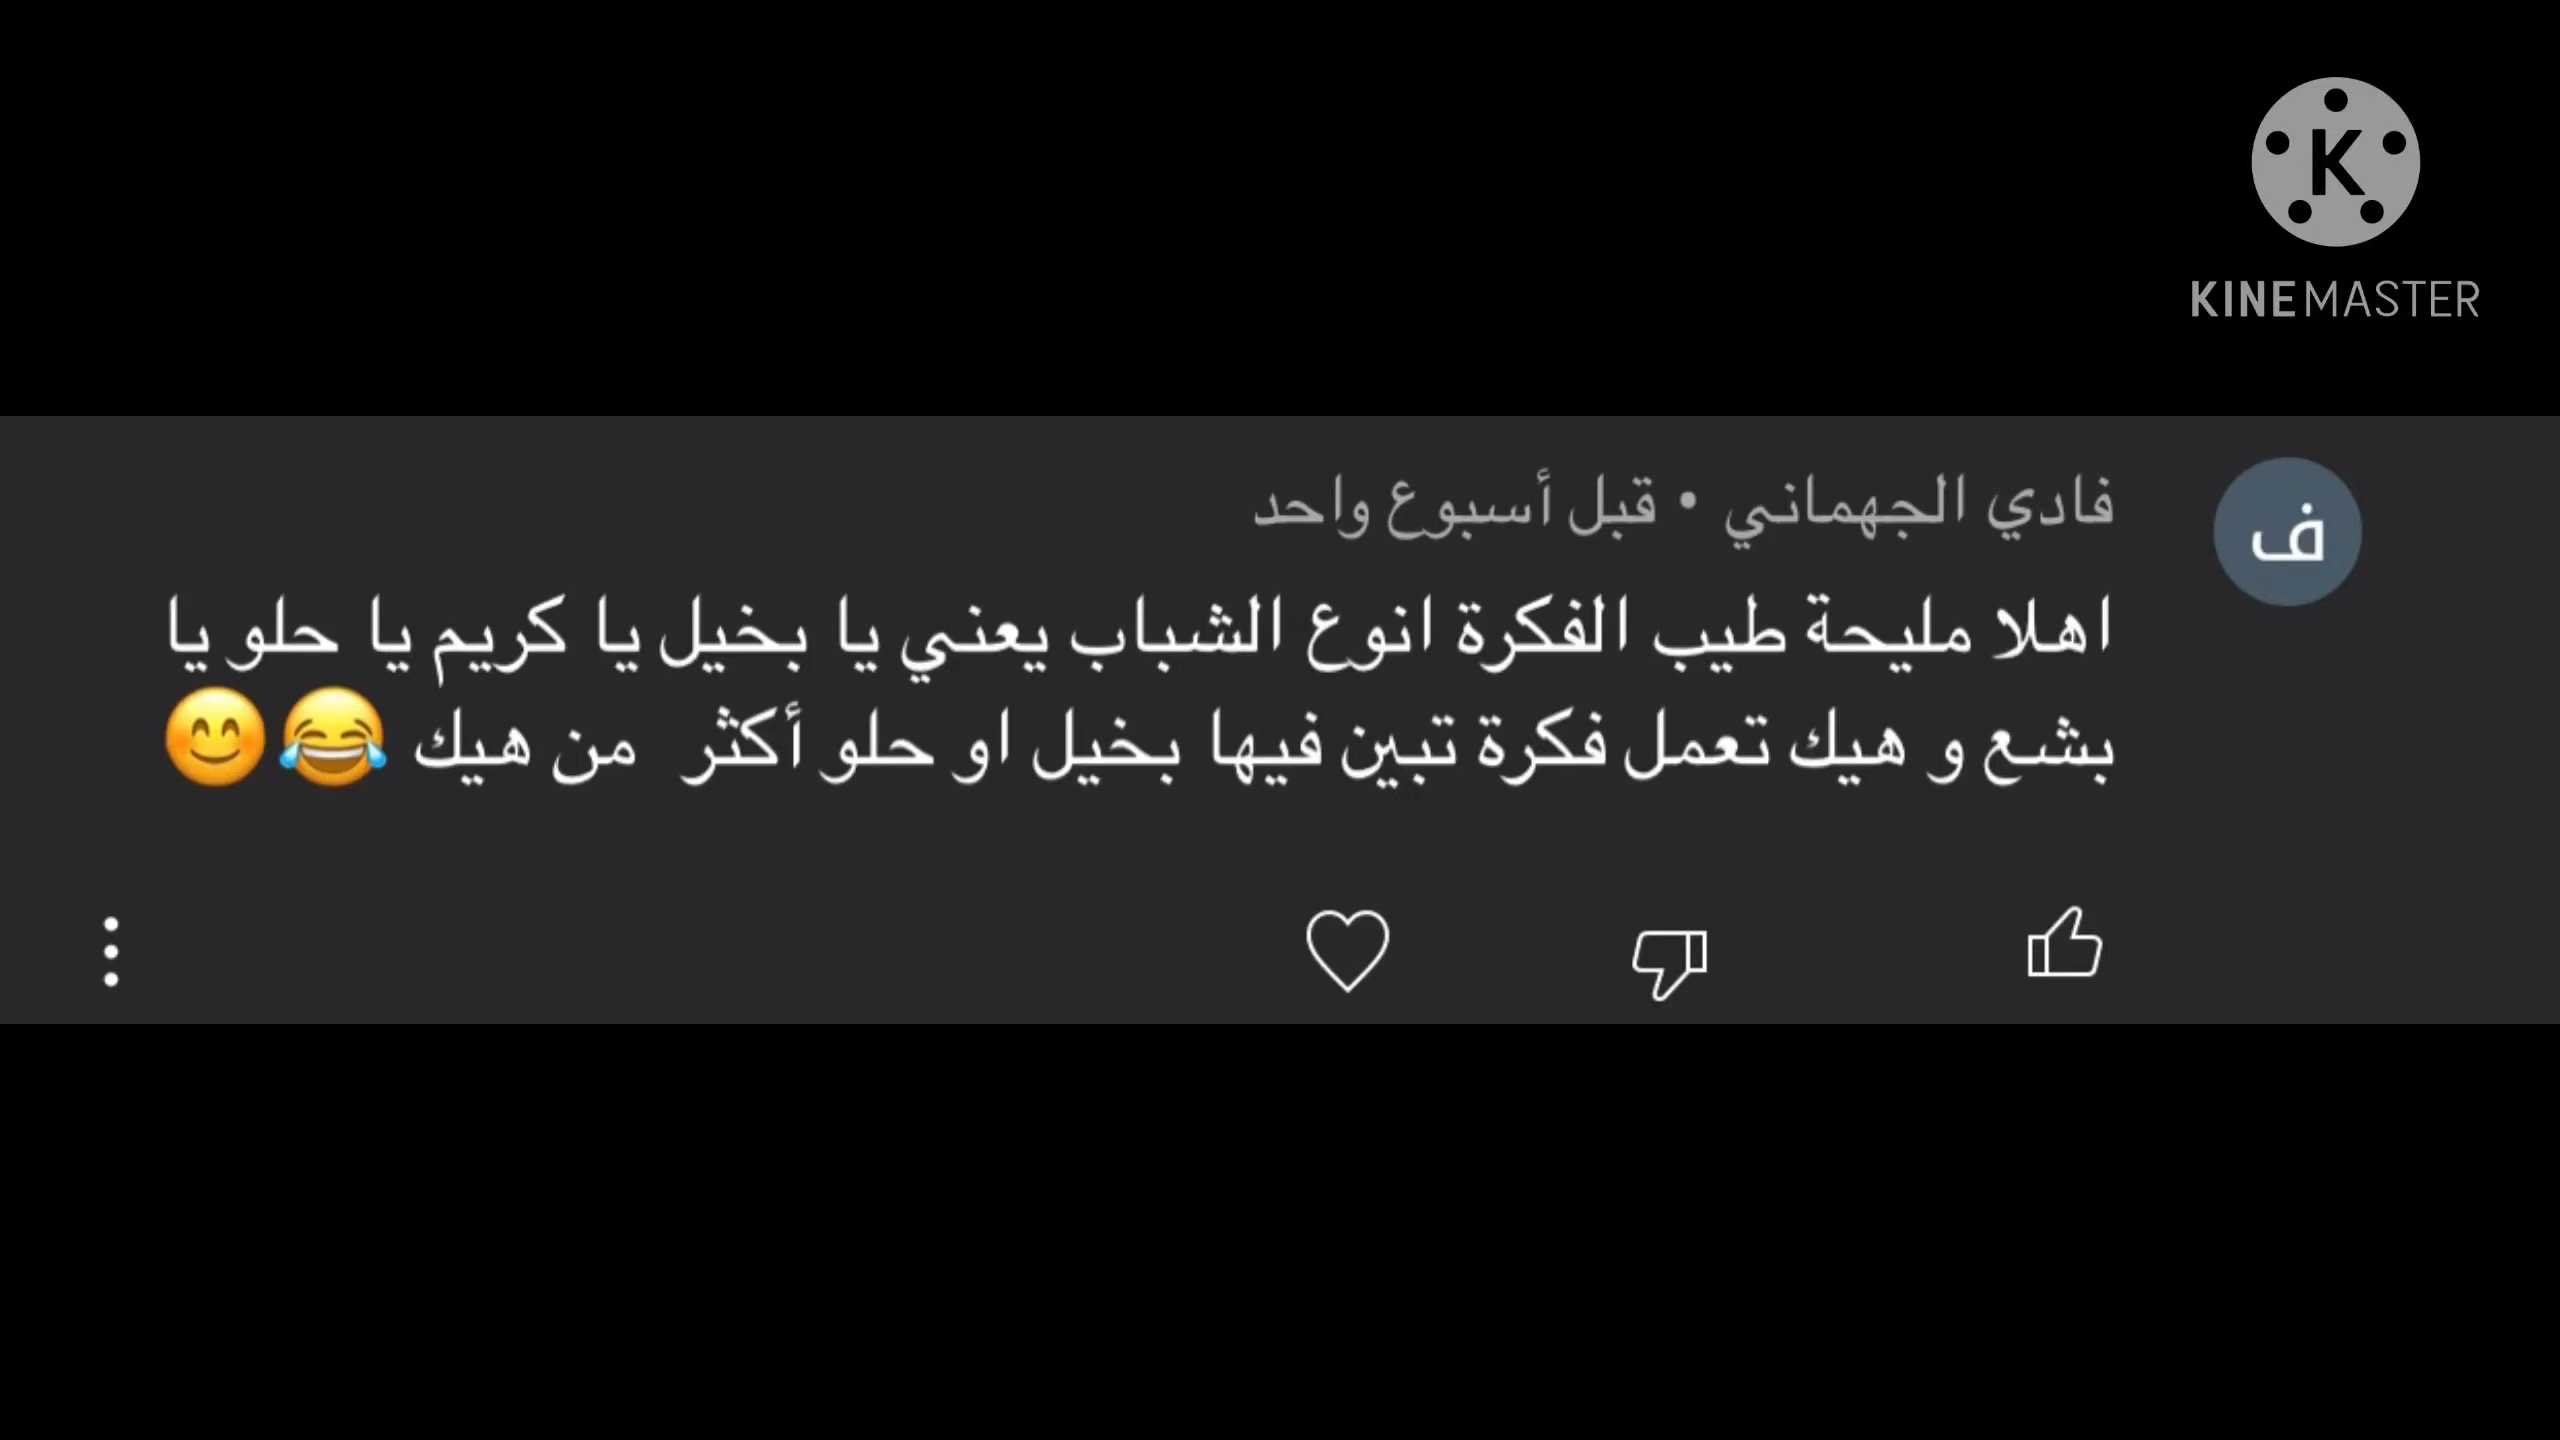 K
KINEMASTER
ف
فادي الجهماني • قبل أسبوع واحد
اهلا مليحة طيب الفكرة انوع الشباب يعني يا بخيل يا كريم يا حلو يا
بشع و هيك تعمل فكرة تبين فيها بخيل او حلو أكثر من هيك 😂😊